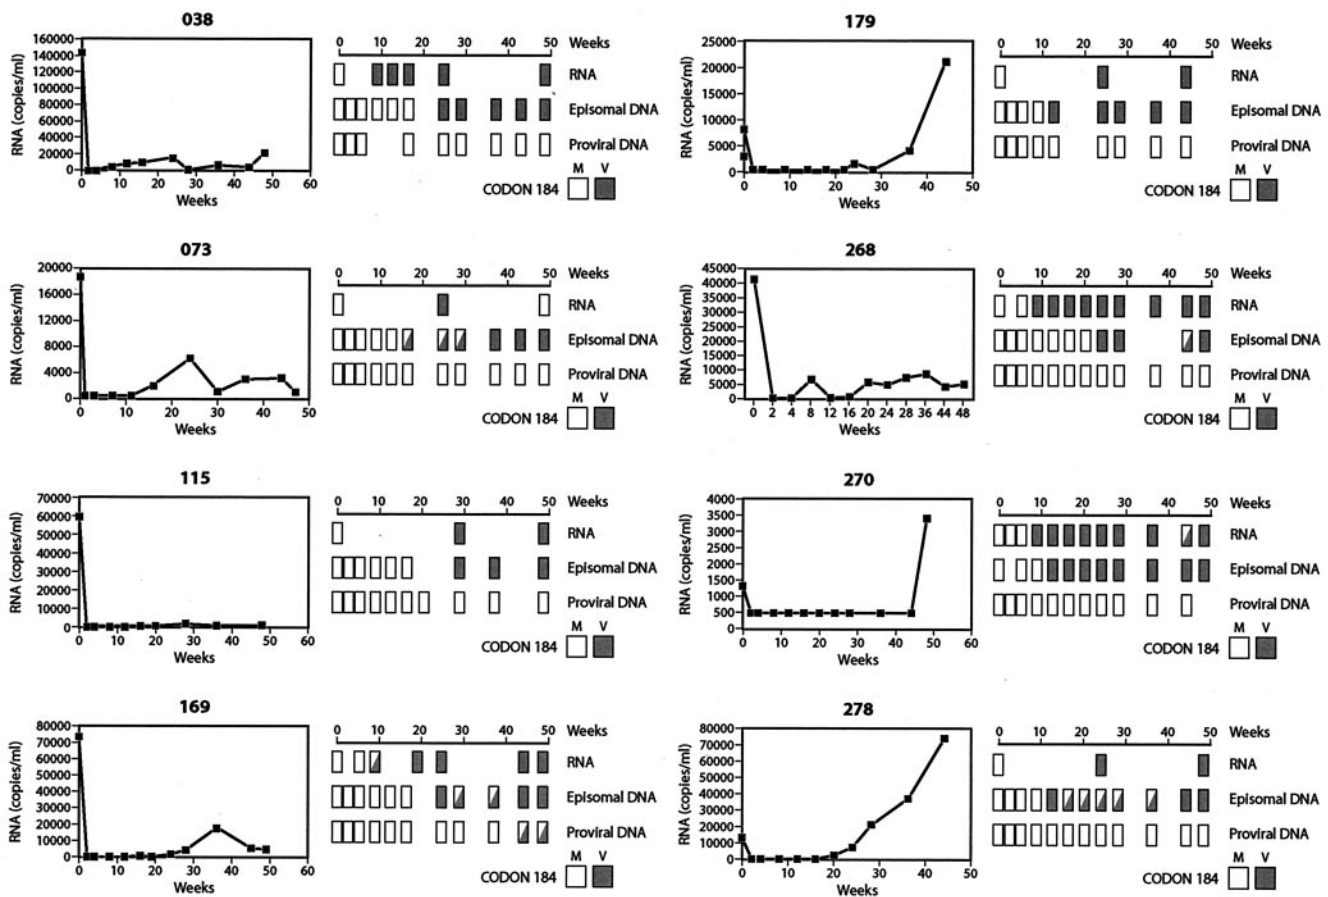 038
RNA (copies/ml)
160000
140000
120000
100000
80000
60000
40000
20000
0
0 10 20 30 40 50 60
Weeks
0 10 20 30 40 50 Weeks
RNA
Episomal DNA
Proviral DNA
M V
CODON 184
179
RNA (copies/ml)
25000
20000
15000
10000
5000
0
0 10 20 30 40 50
Weeks
0 10 20 30 40 50 Weeks
RNA
Episomal DNA
Proviral DNA
M V
CODON 184
073
RNA (copies/ml)
20000
16000
12000
8000
4000
0
0 10 20 30 40 50
Weeks
0 10 20 30 40 50 Weeks
RNA
Episomal DNA
Proviral DNA
M V
CODON 184
268
RNA (copies/ml)
45000
40000
35000
30000
25000
20000
15000
10000
5000
0
0 2 4 8 12 16 20 24 28 36 44 48
Weeks
0 10 20 30 40 50 Weeks
RNA
Episomal DNA
Proviral DNA
M V
CODON 184
115
RNA (copies/ml)
70000
60000
50000
40000
30000
20000
10000
0
0 10 20 30 40 50 60
Weeks
0 10 20 30 40 50 Weeks
RNA
Episomal DNA
Proviral DNA
M V
CODON 184
270
RNA (copies/ml)
4000
3500
3000
2500
2000
1500
1000
500
0
0 10 20 30 40 50 60
Weeks
0 10 20 30 40 50 Weeks
RNA
Episomal DNA
Proviral DNA
M V
CODON 184
169
RNA (copies/ml)
80000
70000
60000
50000
40000
30000
20000
10000
0
0 10 20 30 40 50 60
Weeks
0 10 20 30 40 50 Weeks
RNA
Episomal DNA
Proviral DNA
M V
CODON 184
278
RNA (copies/ml)
80000
70000
60000
50000
40000
30000
20000
10000
0
0 10 20 30 40 50
Weeks
0 10 20 30 40 50 Weeks
RNA
Episomal DNA
Proviral DNA
M V
CODON 184